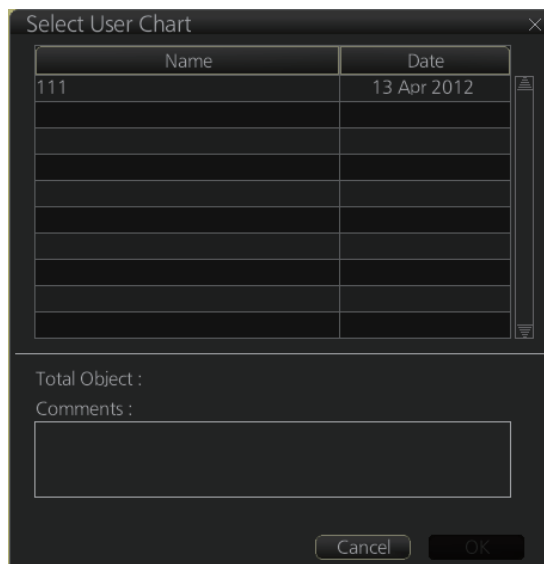 Select User Chart
Name Date
111 13 Apr 2012
Total Object :
Comments :
Cancel OK